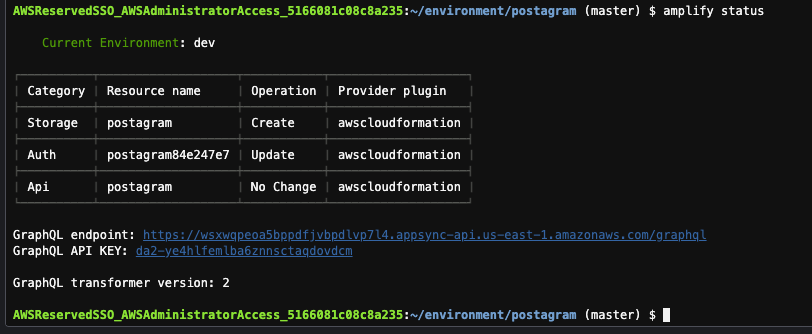 AWSReservedSSO_AWSAdministratorAccess_5166081c08c8a235:~/environment/postagram (master) $ amplify status
Current Environment: dev
| Category | Resource name | Operation | Provider plugin |
| Storage | postagram | Create | awscloudformation |
| Auth | postagram84e247e7 | Update | awscloudformation |
| Api | postagram | No Change | awscloudformation |
GraphQL endpoint: https://wsxwqpeoa5bppdfjvbpdlvp7l4.appsync-api.us-east-1.amazonaws.com/graphql
GraphQL API KEY: da2-ye4hlfemlba6znnsctaqdovdcm
GraphQL transformer version: 2
AWSReservedSSO_AWSAdministratorAccess_5166081c08c8a235:~/environment/postagram (master) $